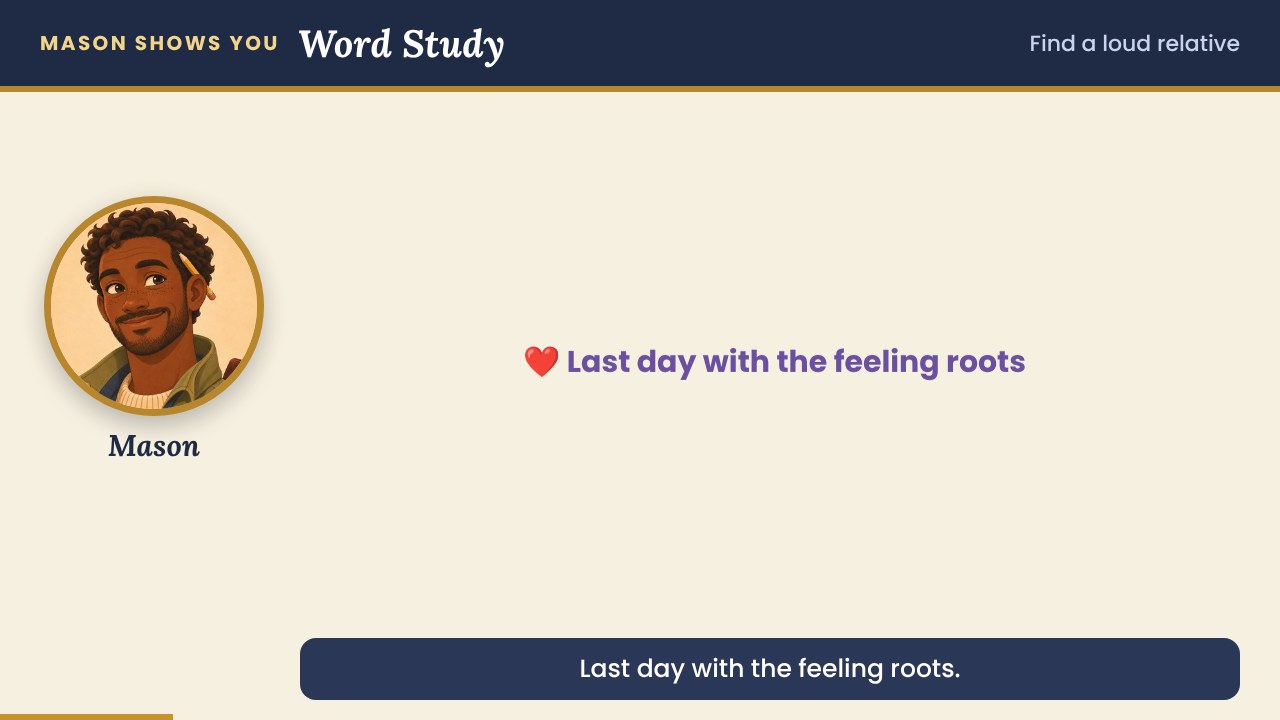 MASON SHOWS YOU Word Study
Find a loud relative
Mason
❤️ Last day with the feeling roots
Last day with the feeling roots.